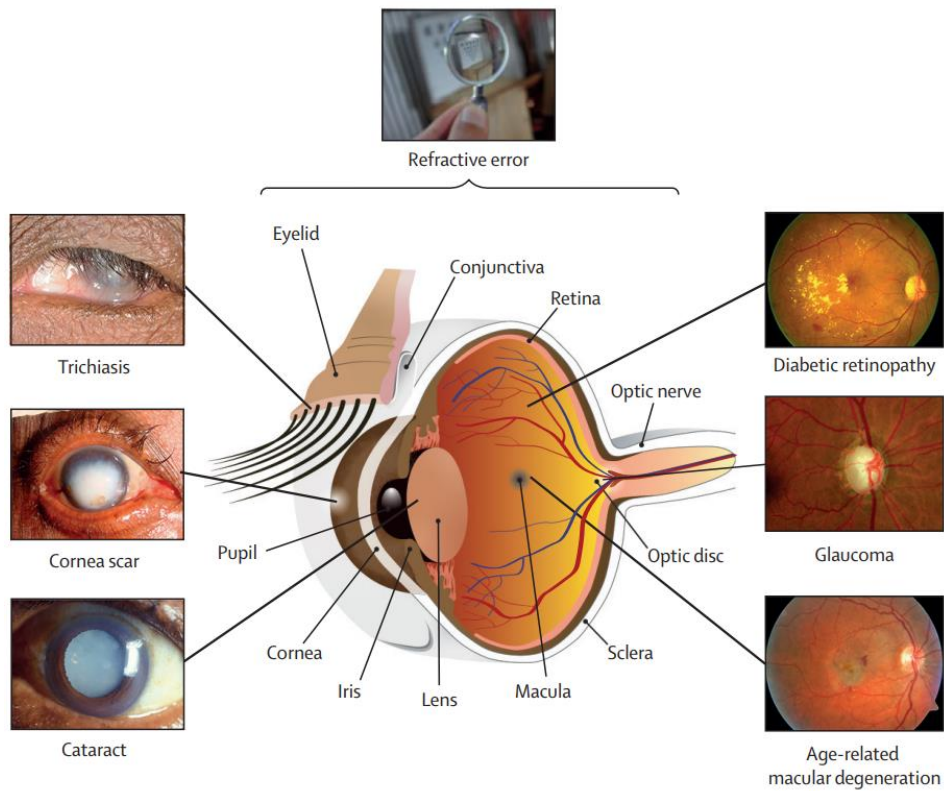 Refractive error
Eyelid
Conjunctiva
Retina
Trichiasis
Diabetic retinopathy
Optic nerve
Cornea scar
Pupil
Optic disc
Glaucoma
Cornea
Iris
Lens
Macula
Sclera
Cataract
Age-related
macular degeneration